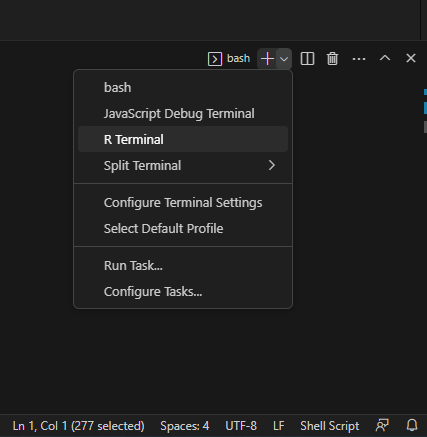 bash
bash
JavaScript Debug Terminal
R Terminal
Split Terminal
Configure Terminal Settings
Select Default Profile
Run Task...
Configure Tasks...
Ln 1, Col 1 (277 selected) Spaces: 4 UTF-8 LF Shell Script